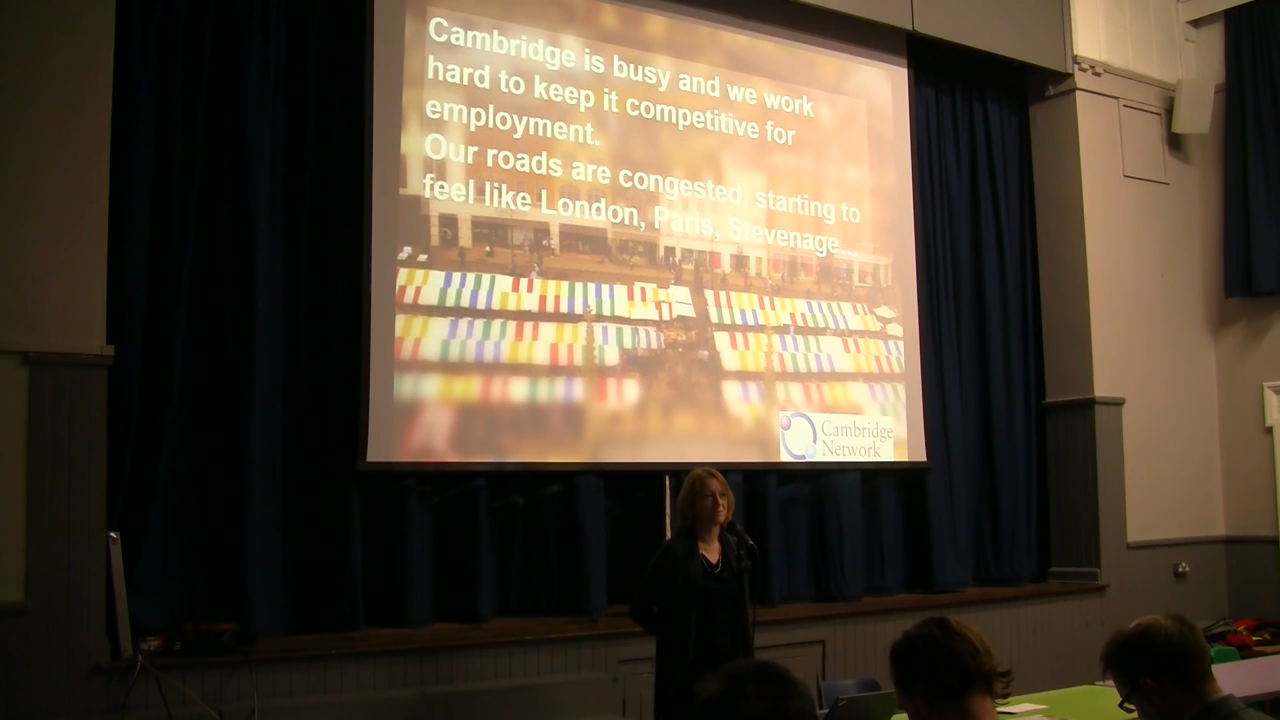 Cambridge is busy and we work
hard to keep it competitive for
employment.
Our roads are congested, starting to
feel like London, Paris, Stevenage...
Cambridge
Network